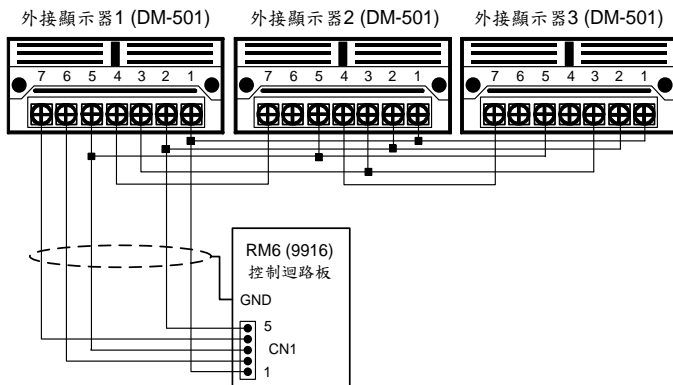 外接顯示器1 (DM-501)
外接顯示器2 (DM-501)
外接顯示器3 (DM-501)
7 6 5 4 3 2 1
7 6 5 4 3 2 1
7 6 5 4 3 2 1
RM6 (9916)
控制迴路板
GND
5
CN1
1